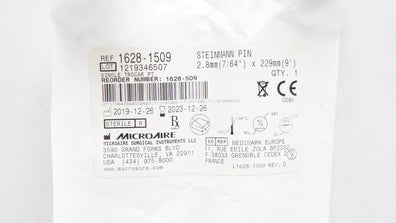 REF 1628-1509
LOT 1219346507
SINGLE TROCAR PT
REORDER NUMBER: 1628-509
STEINMANN PIN
2.8mm(7/64") x 229mm(9")
QTY. 1
2019-12-26
2023-12-26
STERILE R
Rx
MICROAIRE
MICROAIRE SURGICAL INSTRUMENTS LLC
3590 GRAND FORKS BLVD
CHARLOTTESVILLE, VA 22911
USA (434) 975-8000
www.microaire.com
EC REP
MEDIMARK EUROPE
11, RUE EMILE ZOLA BP2332
F-38033 GRENOBLE CEDEX 2
FRANCE
L1628-1509 REV. D